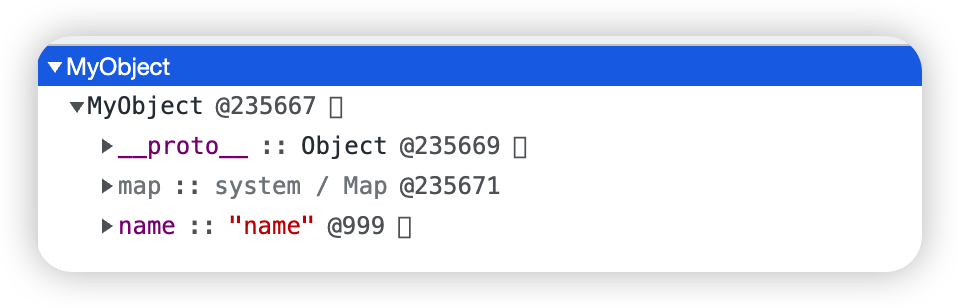 MyObject
MyObject @235667
__proto__ :: Object @235669
map :: system / Map @235671
name :: "name" @999